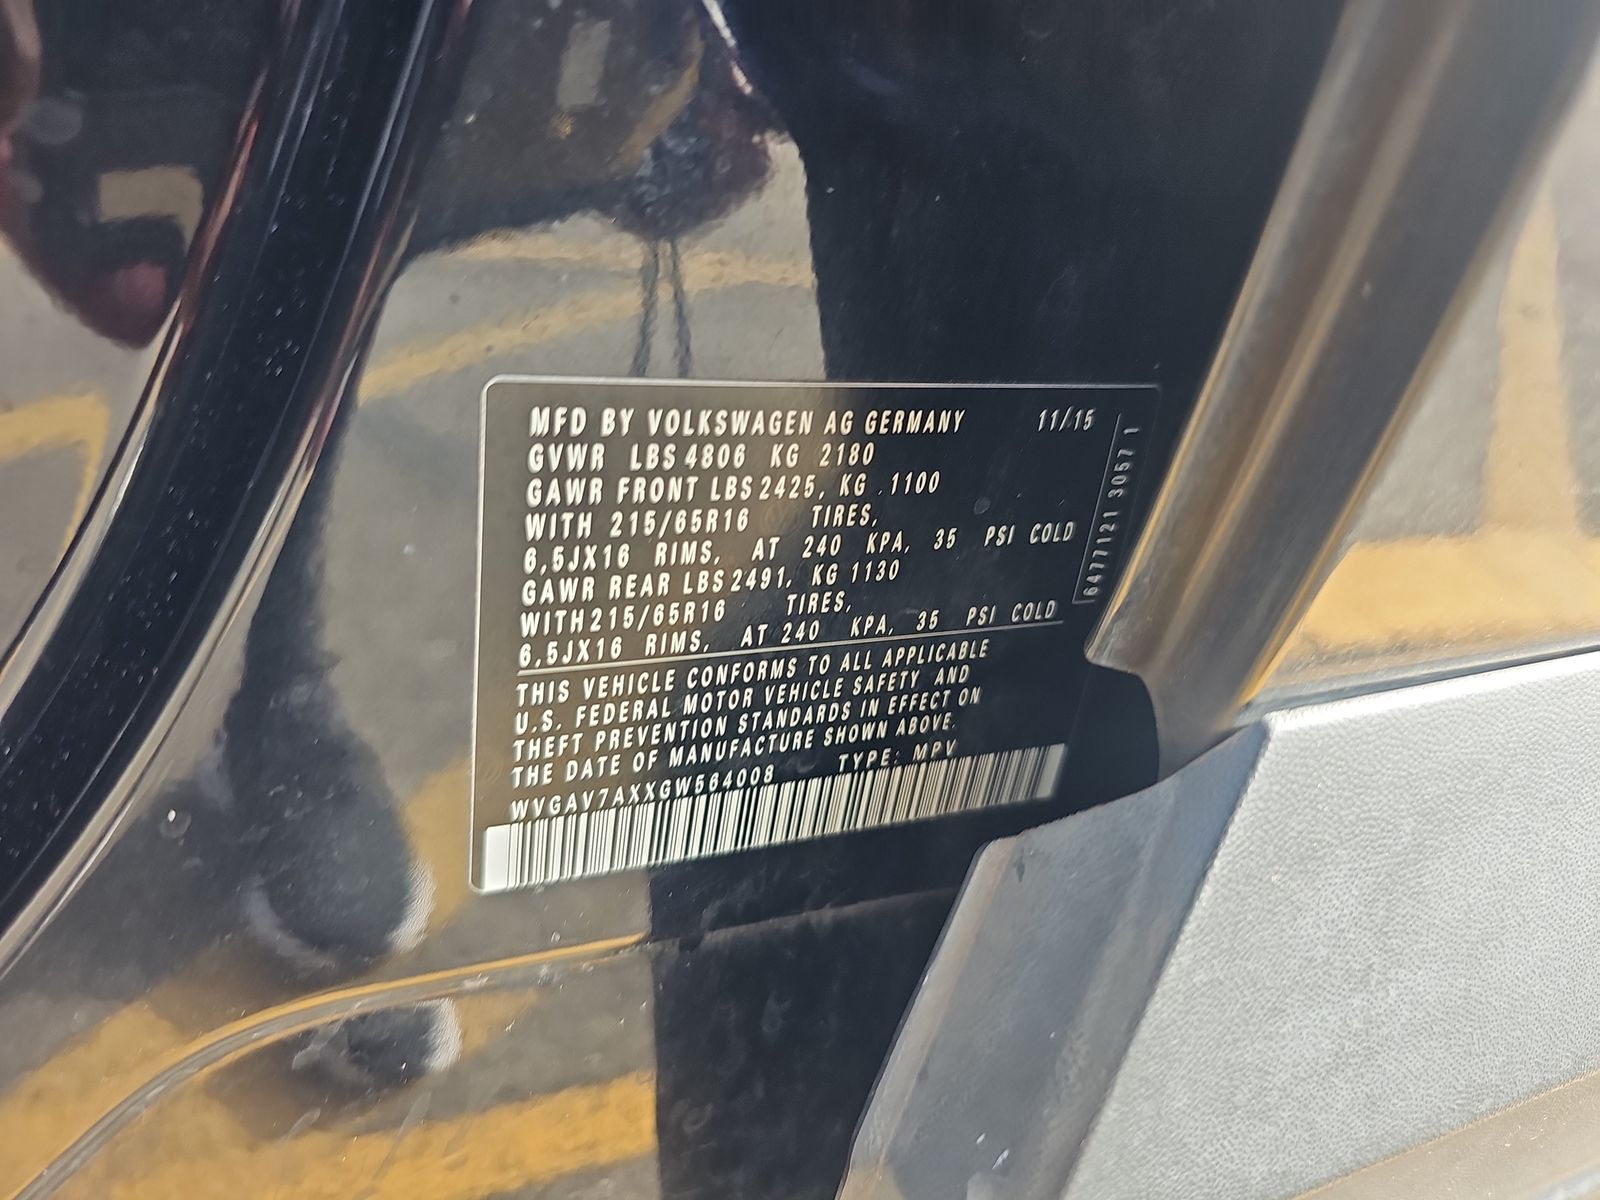 MFD BY VOLKSWAGEN AG GERMANY 11/15
GVWR LBS 4806 KG 2180
GAWR FRONT LBS 2425, KG 1100
WITH 215/65R16 TIRES,
6,5JX16 RIMS, AT 240 KPA, 35 PSI COLD
GAWR REAR LBS 2491, KG 1130
WITH 215/65R16 TIRES,
6,5JX16 RIMS, AT 240 KPA, 35 PSI COLD
THIS VEHICLE CONFORMS TO ALL APPLICABLE
U.S. FEDERAL MOTOR VEHICLE SAFETY AND
THEFT PREVENTION STANDARDS IN EFFECT ON
THE DATE OF MANUFACTURE SHOWN ABOVE.
WVGAV7AXXGW564008 TYPE: MPV
6477121 3057 1